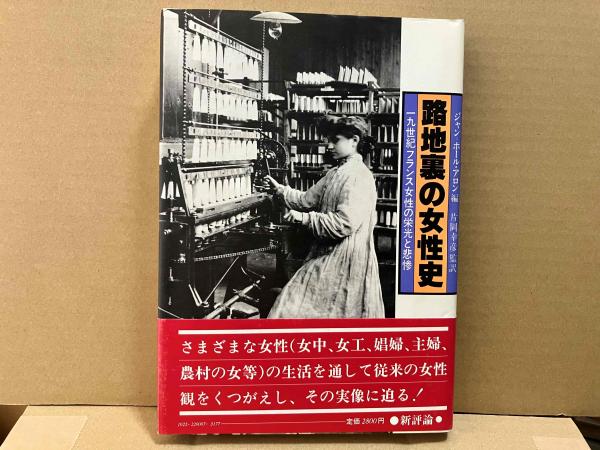 路地裏の女性史
一九世紀フランス女性の栄光と悲惨
ジャン ポール・アロン 編 片岡幸彦 監訳
さまざまな女性(女中、女工、娼婦、主婦、
農村の女等)の生活を通して従来の女性
観をくつがえし、その実像に迫る!
1023-226087-3177
定価2800円
●新評論●